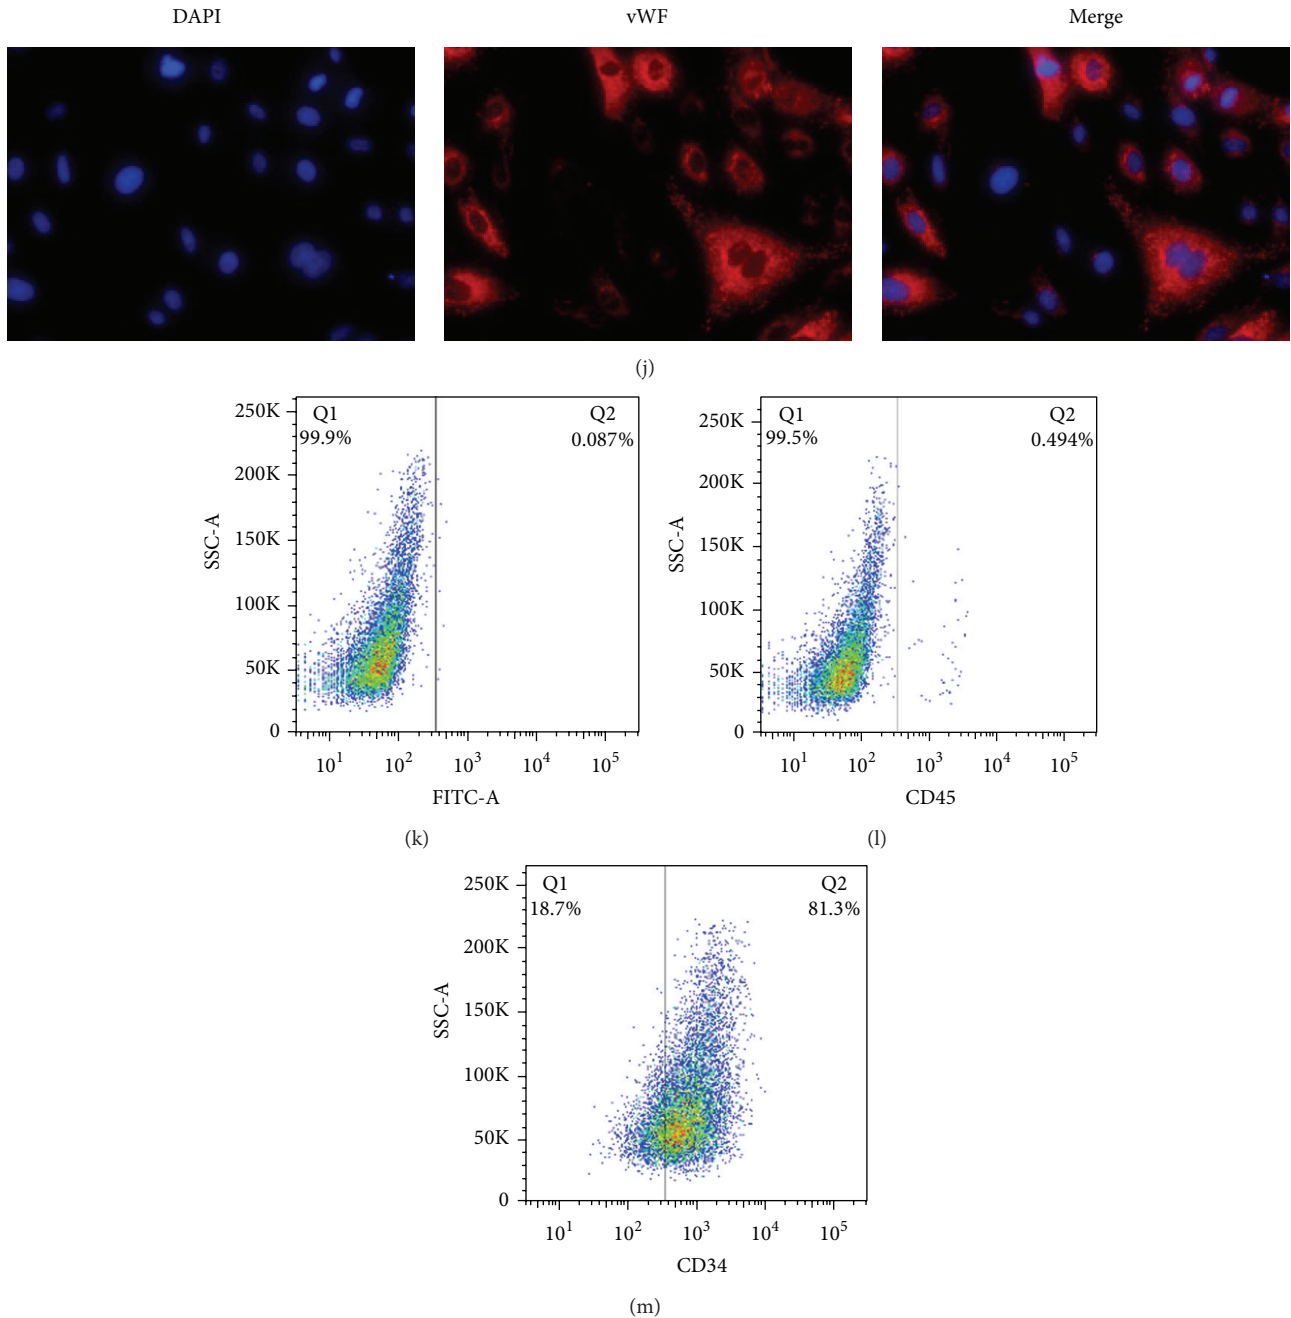 DAPI vWF Merge
(j)
250K
200K
150K
100K
50K
0
SSC-A
Q1
99.9%
Q2
0.087%
10¹ 10² 10³ 10⁴ 10⁵
FITC-A
(k)
250K
200K
150K
100K
50K
0
SSC-A
Q1
99.5%
Q2
0.494%
10¹ 10² 10³ 10⁴ 10⁵
CD45
(l)
250K
200K
150K
100K
50K
0
SSC-A
Q1
18.7%
Q2
81.3%
10¹ 10² 10³ 10⁴ 10⁵
CD34
(m)